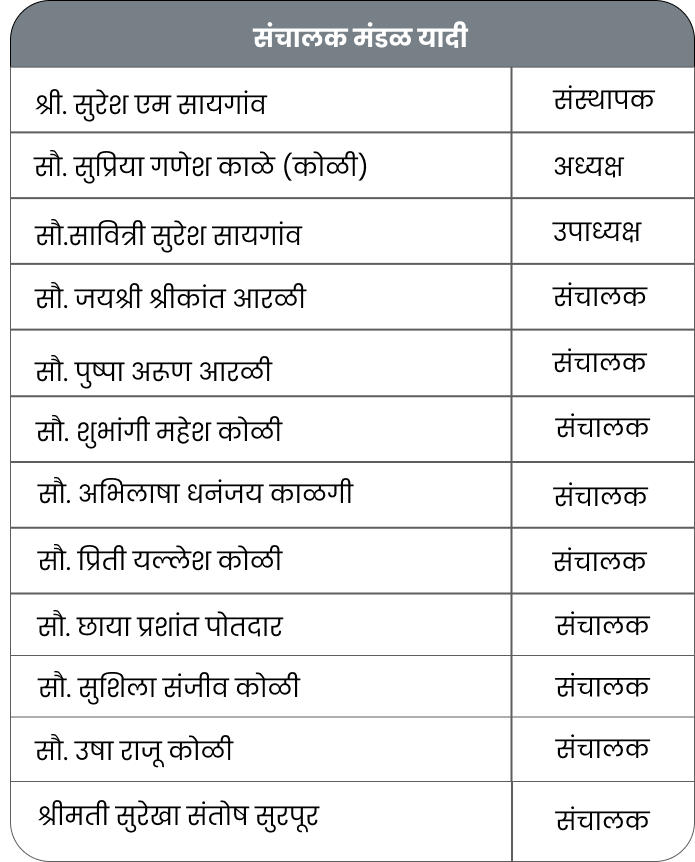 संचालक मंडळ यादी
श्री. सुरेश एम सायगांव संस्थापक
सौ. सुप्रिया गणेश काळे (कोळी) अध्यक्ष
सौ.सावित्री सुरेश सायगांव उपाध्यक्ष
सौ. जयश्री श्रीकांत आरळी संचालक
सौ. पुष्पा अरूण आरळी संचालक
सौ. शुभांगी महेश कोळी संचालक
सौ. अभिलाषा धनंजय काळगी संचालक
सौ. प्रिती यल्लेश कोळी संचालक
सौ. छाया प्रशांत पोतदार संचालक
सौ. सुशिला संजीव कोळी संचालक
सौ. उषा राजू कोळी संचालक
श्रीमती सुरेखा संतोष सुरपूर संचालक